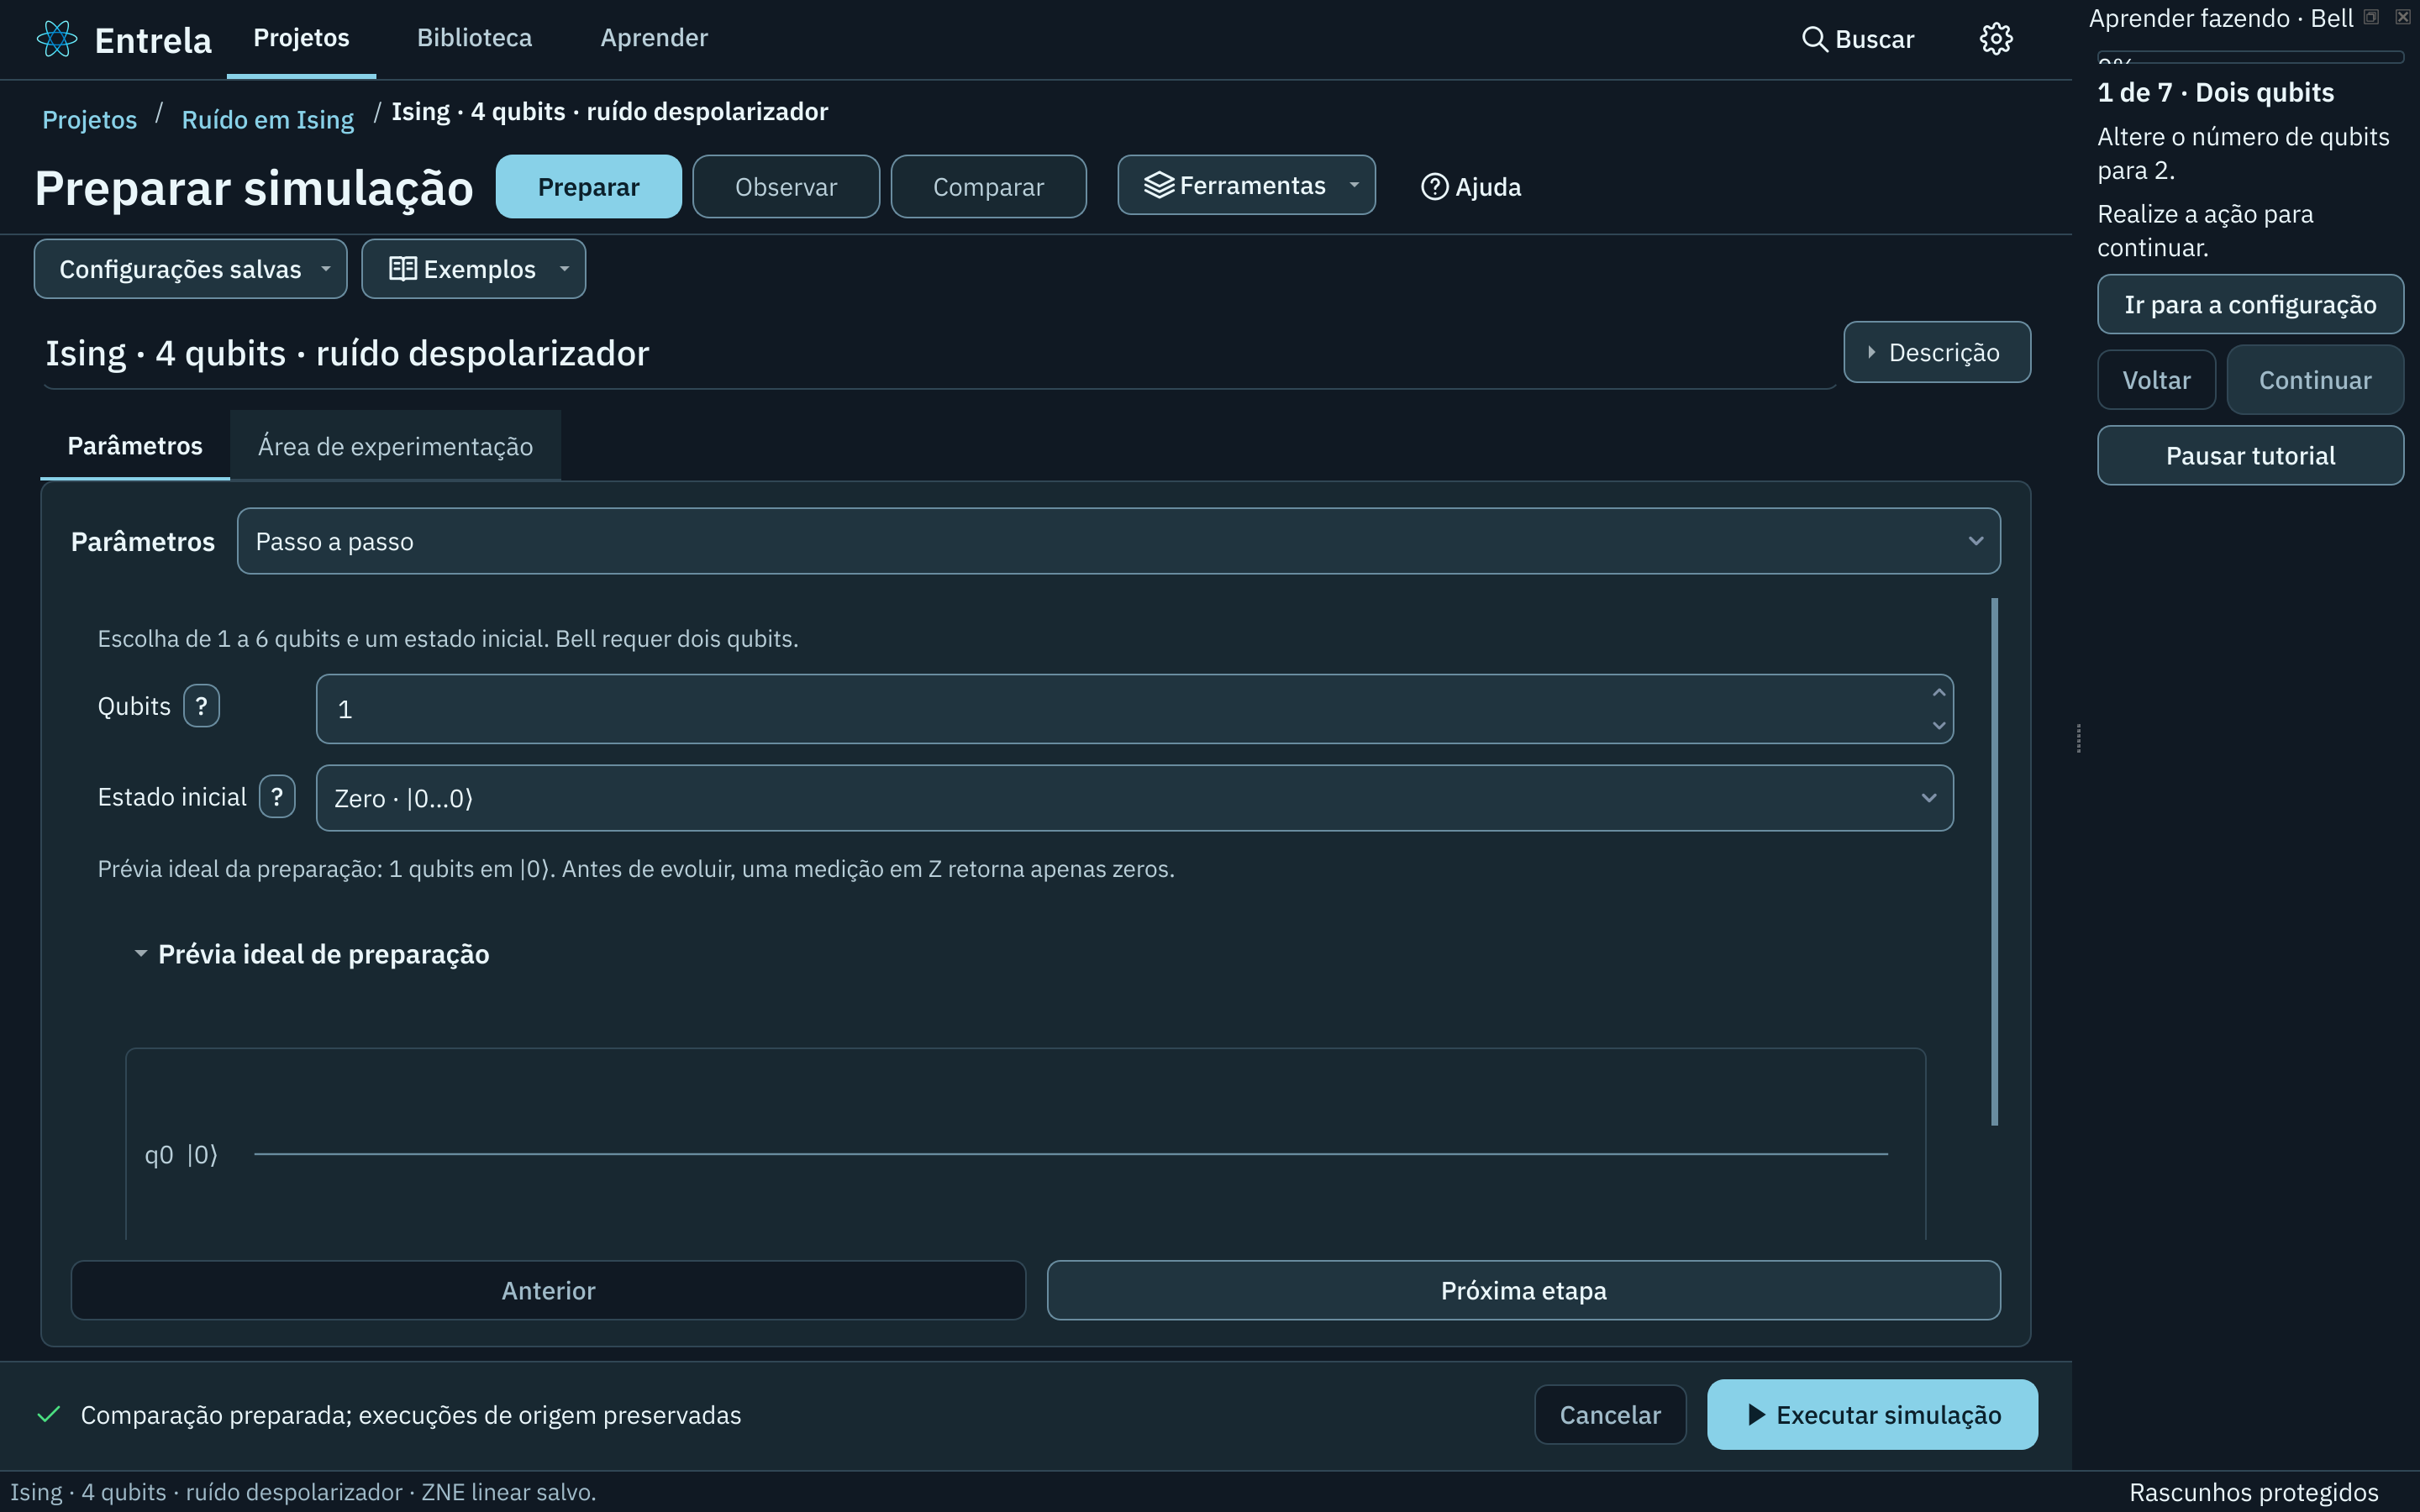 Entrela
Projetos
Biblioteca
Aprender
Buscar
Projetos / Ruído em Ising / Ising · 4 qubits · ruído despolarizador
Preparar simulação
Preparar
Observar
Comparar
Ferramentas
Ajuda
Configurações salvas
Exemplos
Ising · 4 qubits · ruído despolarizador
Descrição
Parâmetros
Área de experimentação
Parâmetros
Passo a passo
Escolha de 1 a 6 qubits e um estado inicial. Bell requer dois qubits.
Qubits ?
1
Estado inicial ?
Zero · |0...0⟩
Prévia ideal da preparação: 1 qubits em |0⟩. Antes de evoluir, uma medição em Z retorna apenas zeros.
Prévia ideal de preparação
q0 |0⟩
Anterior
Próxima etapa
Comparação preparada; execuções de origem preservadas
Cancelar
Executar simulação
Ising · 4 qubits · ruído despolarizador · ZNE linear salvo.
Rascunhos protegidos
Aprender fazendo · Bell
1 de 7 · Dois qubits
Altere o número de qubits
para 2.
Realize a ação para
continuar.
Ir para a configuração
Voltar
Continuar
Pausar tutorial